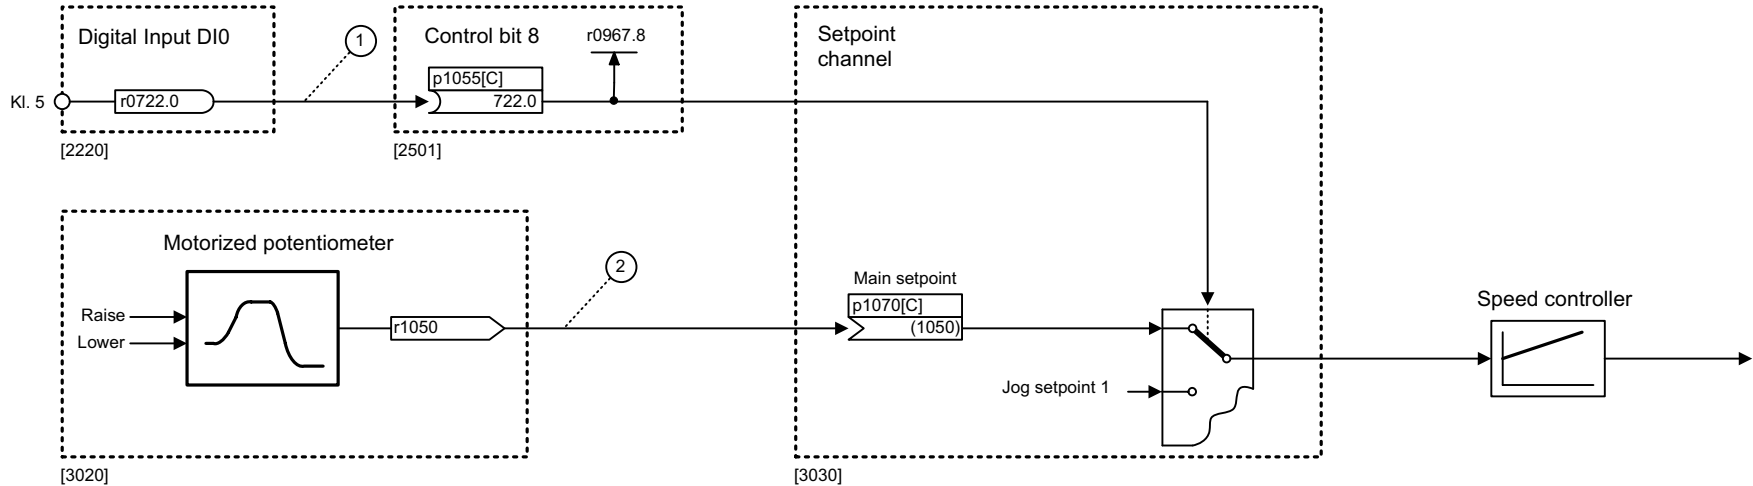 Digital Input DI0
1
Control bit 8
r0967.8
Setpoint
channel
p1055[C]
Kl. 5
r0722.0
722.0
[2220]
[2501]
Motorized potentiometer
2
Main setpoint
p1070[C]
Speed controller
Raise
r1050
(1050)
Lower
Jog setpoint 1
[3020]
[3030]